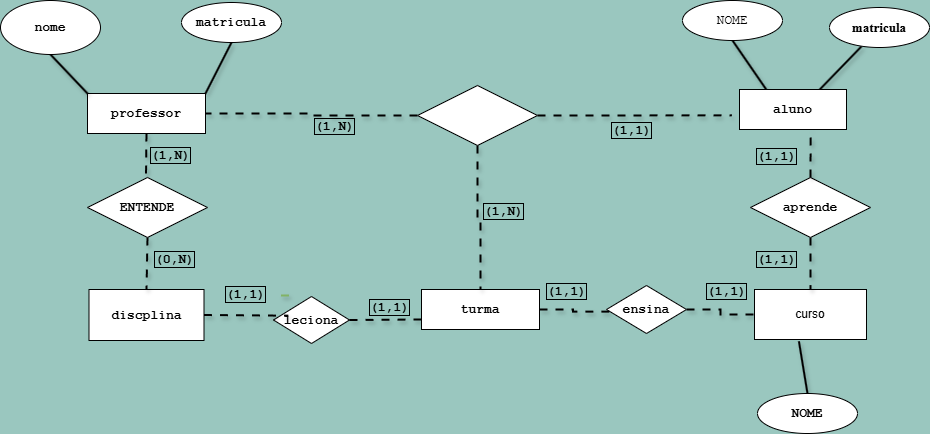 nome
matricula
NOME
matricula
professor
aluno
(1,N)
(1,1)
(1,N)
(1,1)
ENTENDE
(1,N)
aprende
(0,N)
(1,1)
(1,1)
(1,1)
(1,1)
(1,1)
discplina
leciona
turma
ensina
curso
NOME